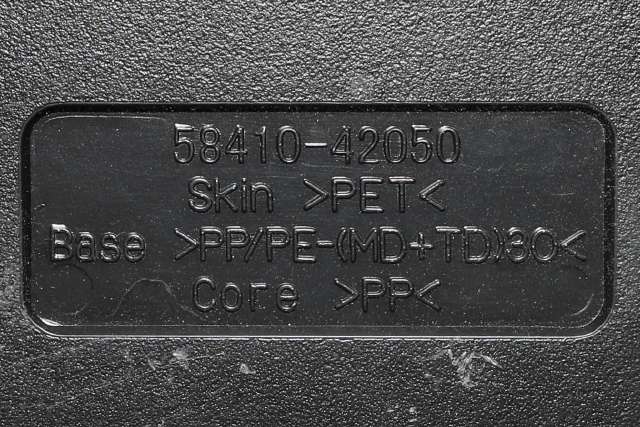 58410-42050
Skin >PET<
Base >PP/PE-(MD+TD)30<
Core >PP<